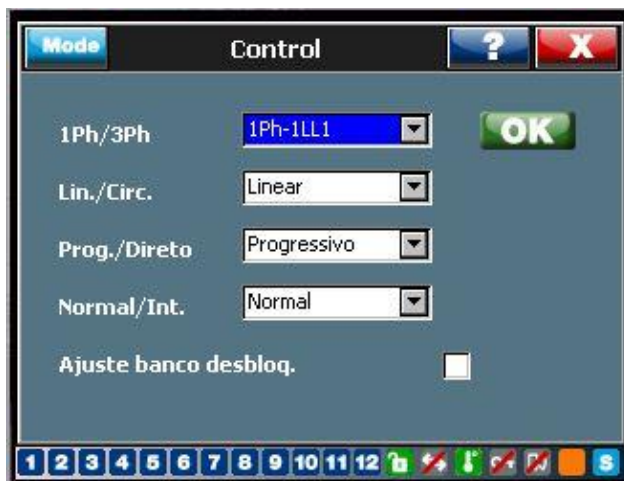 Mode Control ? X
1Ph/3Ph 1Ph-1LL1 OK
Lin./Circ. Linear
Prog./Direto Progressivo
Normal/Int. Normal
Ajuste banco desbloq.
1 2 3 4 5 6 7 8 9 10 11 12 S